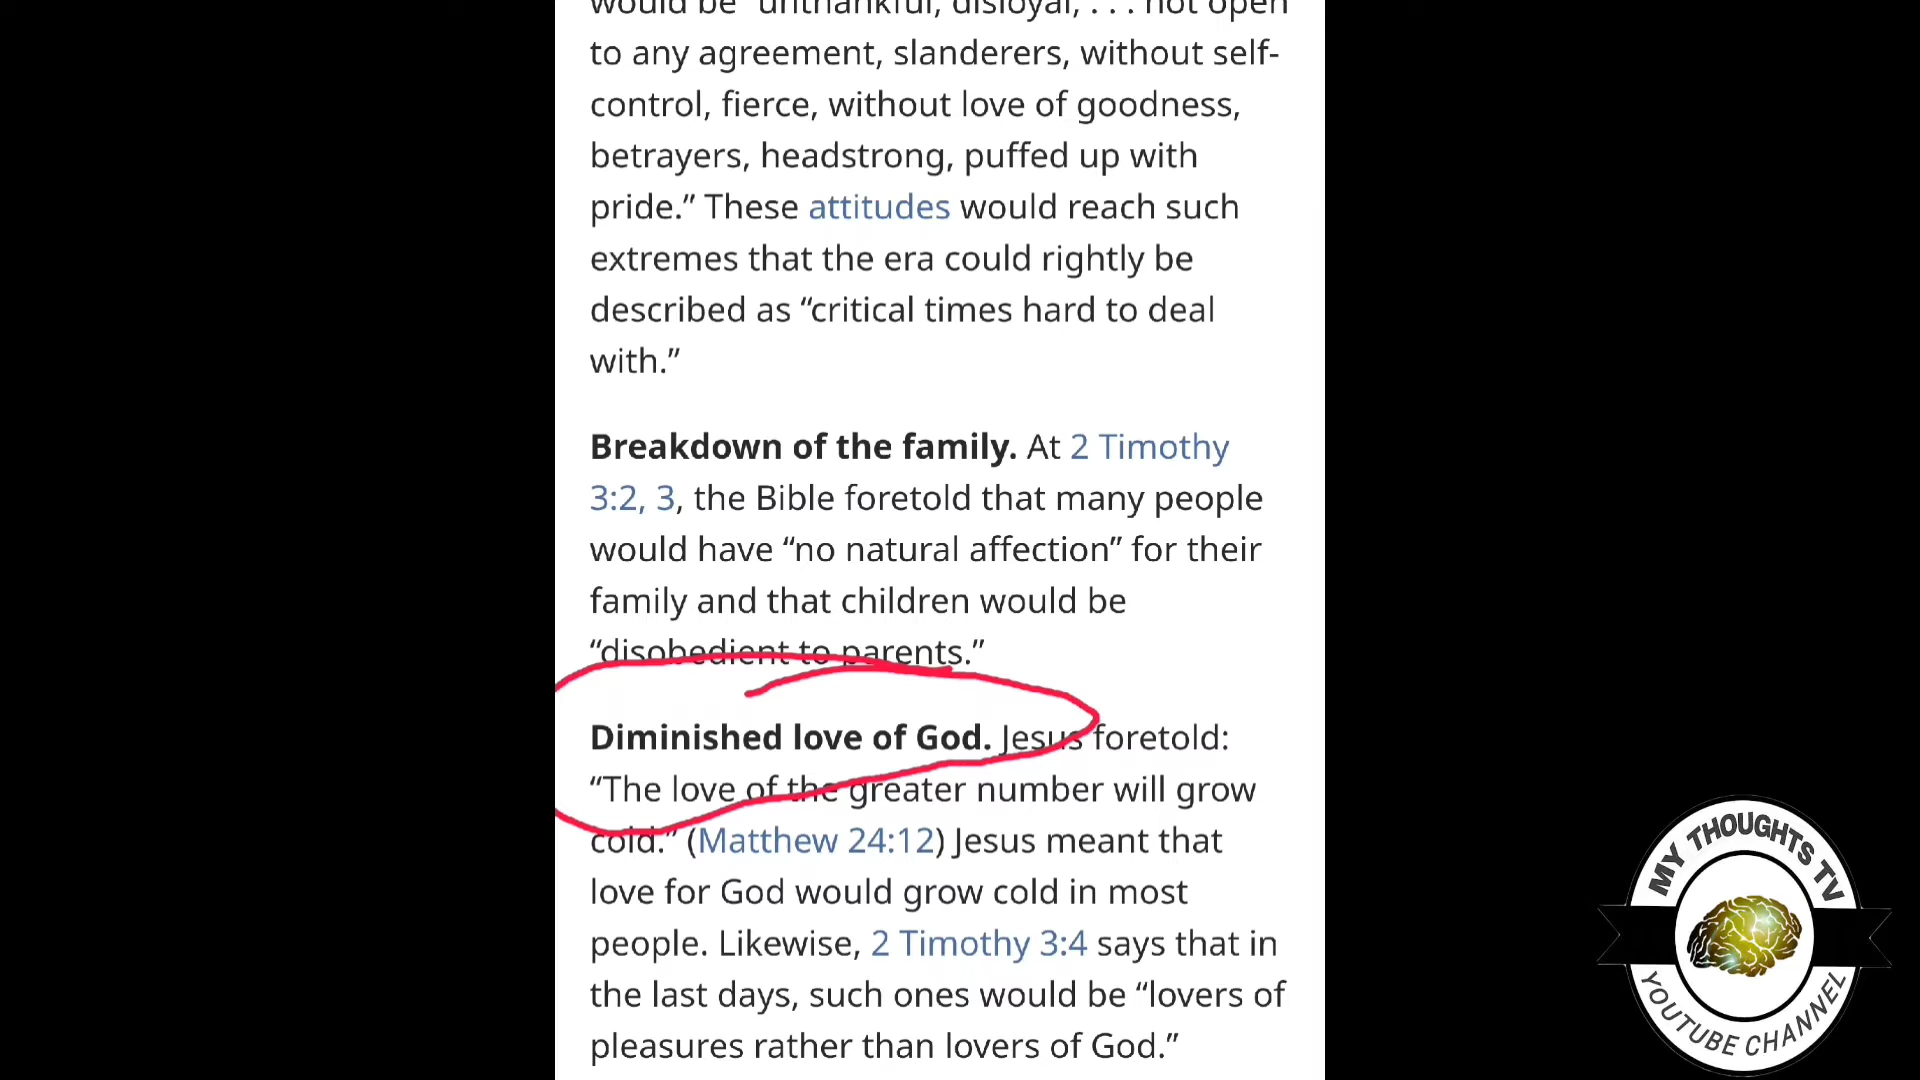 would be “unthankful, disloyal, . . . not open
to any agreement, slanderers, without self-
control, fierce, without love of goodness,
betrayers, headstrong, puffed up with
pride.” These attitudes would reach such
extremes that the era could rightly be
described as “critical times hard to deal
with.”
Breakdown of the family. At 2 Timothy
3:2, 3, the Bible foretold that many people
would have “no natural affection” for their
family and that children would be
“disobedient to parents.”
Diminished love of God. Jesus foretold:
“The love of the greater number will grow
cold.” (Matthew 24:12) Jesus meant that
love for God would grow cold in most
people. Likewise, 2 Timothy 3:4 says that in
the last days, such ones would be “lovers of
pleasures rather than lovers of God.”
MY THOUGHTS TV
YOUTUBE CHANNEL